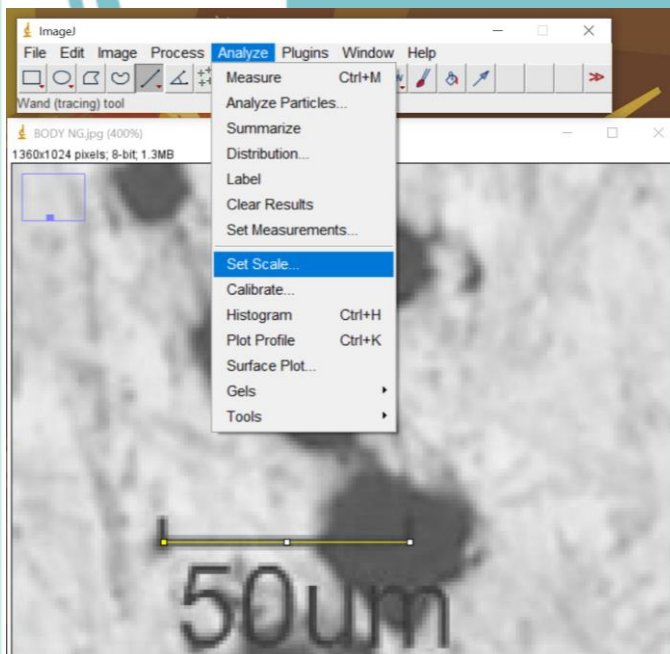 ImageJ
File Edit Image Process Analyze Plugins Window Help
Wand (tracing) tool
BODY NG.jpg (400%)
1360x1024 pixels; 8-bit; 1.3MB
Measure Ctrl+M
Analyze Particles...
Summarize
Distribution...
Label
Clear Results
Set Measurements...
Set Scale...
Calibrate...
Histogram Ctrl+H
Plot Profile Ctrl+K
Surface Plot...
Gels
Tools
50um